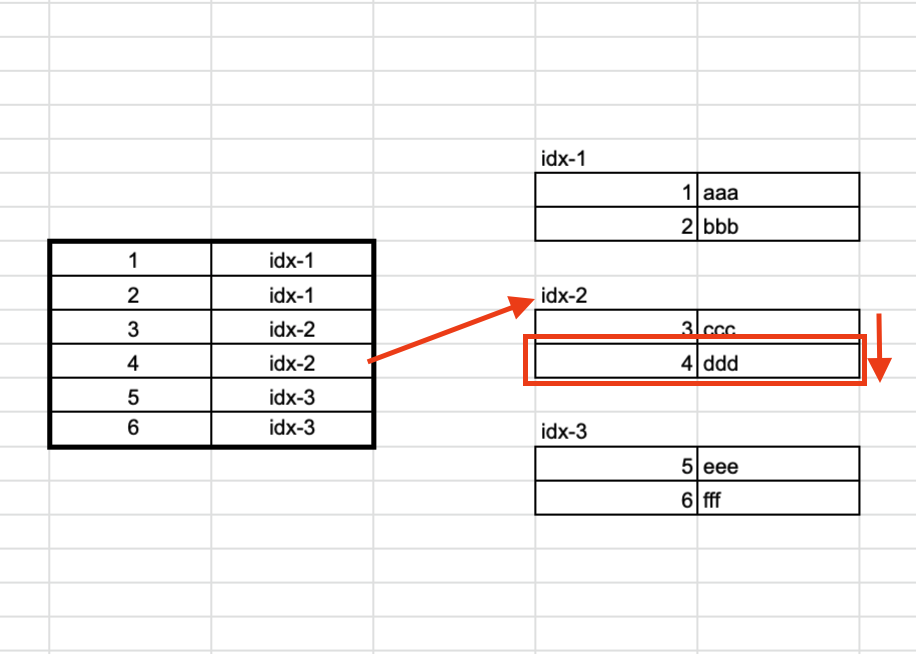 idx-1
1 aaa
2 bbb
1 idx-1
2 idx-1
3 idx-2
4 idx-2
5 idx-3
6 idx-3
idx-2
3 ccc
4 ddd
idx-3
5 eee
6 fff